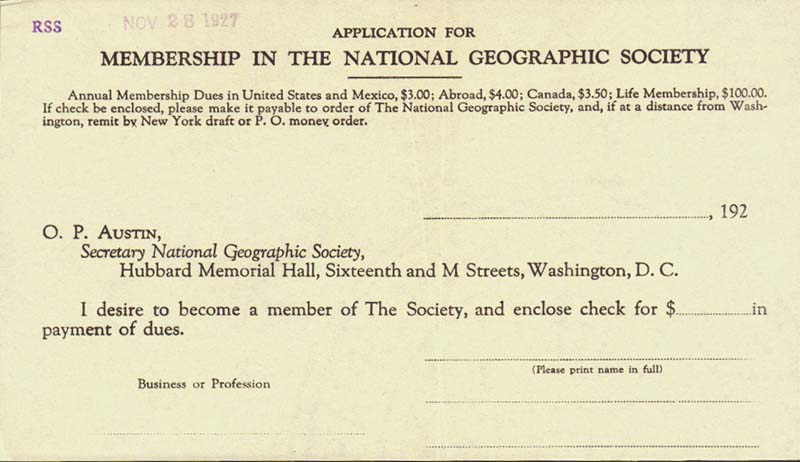 RSS
NOV 28 1927
APPLICATION FOR
MEMBERSHIP IN THE NATIONAL GEOGRAPHIC SOCIETY
Annual Membership Dues in United States and Mexico, $3.00; Abroad, $4.00; Canada, $3.50; Life Membership, $100.00.
If check be enclosed, please make it payable to order of The National Geographic Society, and, if at a distance from Wash-
ington, remit by New York draft or P. O. money order.
, 192
O. P. AUSTIN,
Secretary National Geographic Society,
Hubbard Memorial Hall, Sixteenth and M Streets, Washington, D. C.
I desire to become a member of The Society, and enclose check for $ in
payment of dues.
(Please print name in full)
Business or Profession